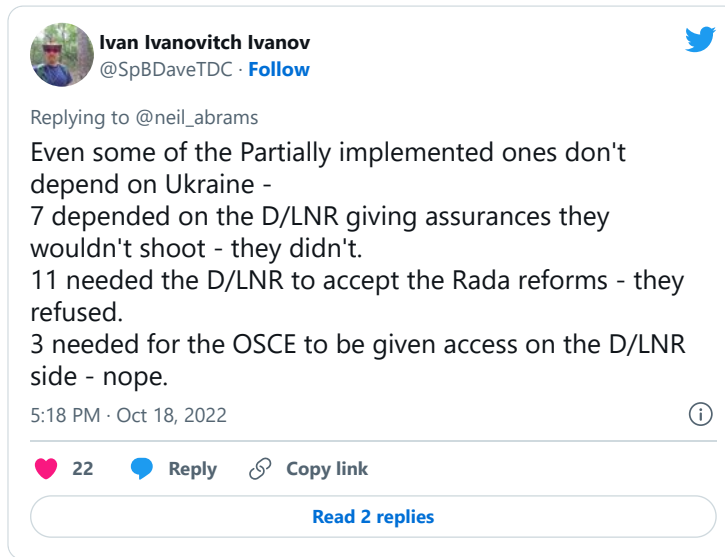 Ivan Ivanovitch Ivanov
@SpBDaveTDC · Follow
Replying to @neil_abrams
Even some of the Partially implemented ones don't
depend on Ukraine -
7 depended on the D/LNR giving assurances they
wouldn't shoot - they didn't.
11 needed the D/LNR to accept the Rada reforms - they
refused.
3 needed for the OSCE to be given access on the D/LNR
side - nope.
5:18 PM · Oct 18, 2022
22 Reply Copy link
Read 2 replies